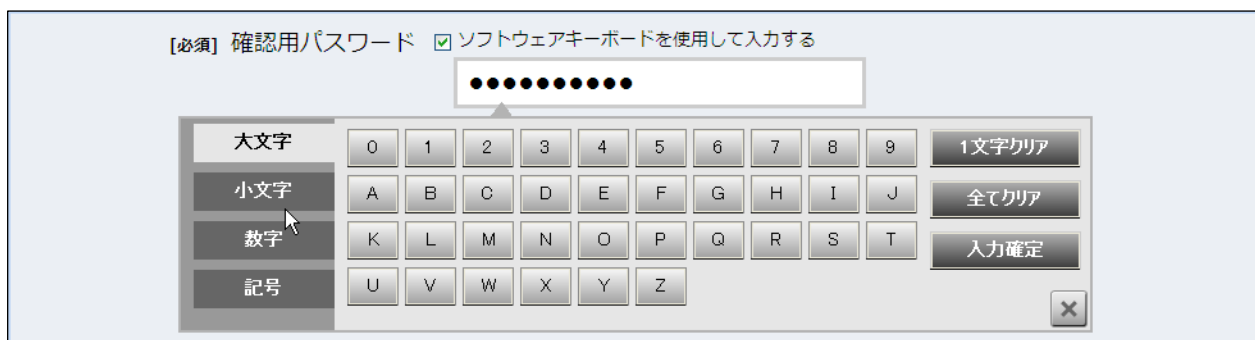 [必須] 確認用パスワード ソフトウェアキーボードを使用して入力する
●●●●●●●●●●
大文字 0 1 2 3 4 5 6 7 8 9 1文字クリア
小文字 A B C D E F G H I J 全てクリア
数字 K L M N O P Q R S T 入力確定
記号 U V W X Y Z